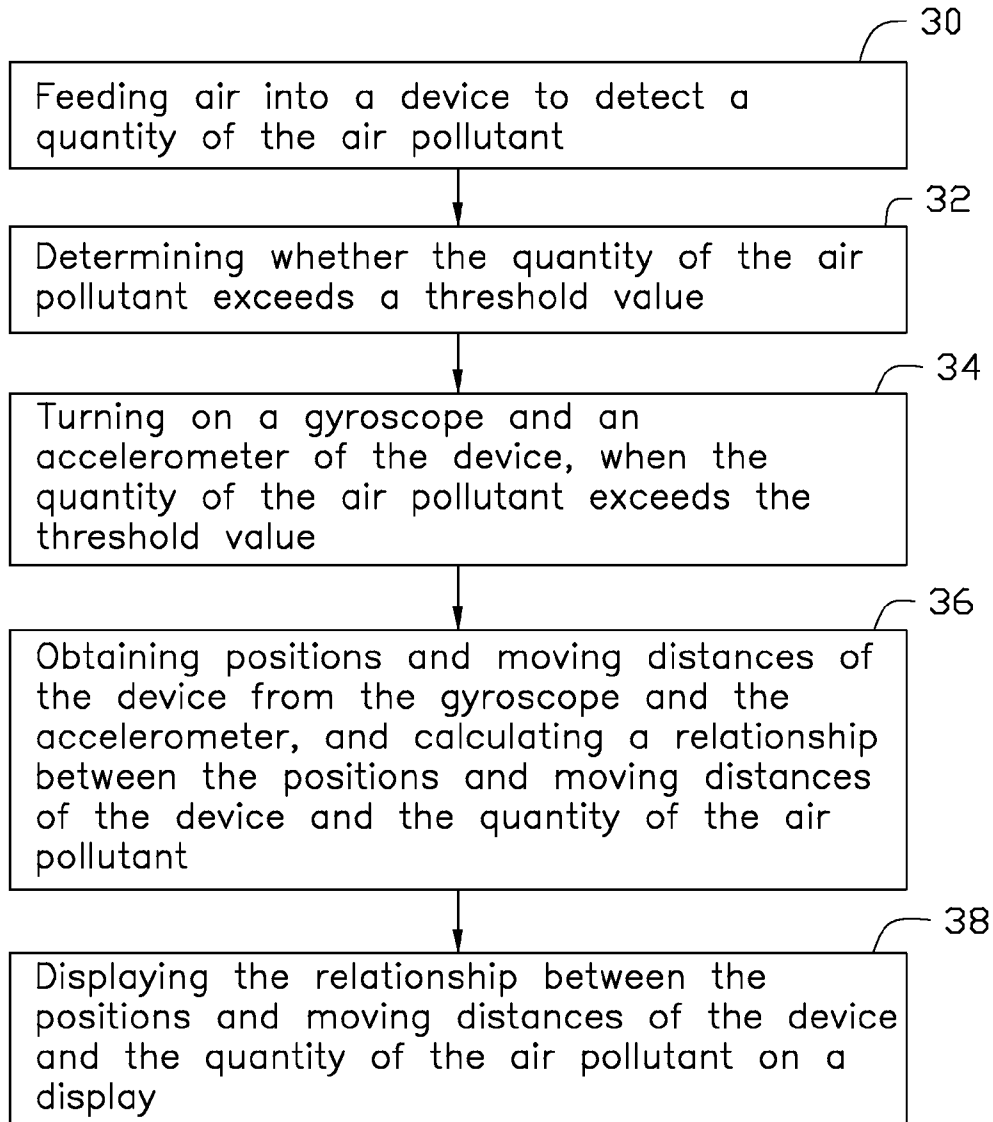 30
Feeding air into a device to detect a
quantity of the air pollutant
32
Determining whether the quantity of the air
pollutant exceeds a threshold value
34
Turning on a gyroscope and an
accelerometer of the device, when the
quantity of the air pollutant exceeds the
threshold value
36
Obtaining positions and moving distances of
the device from the gyroscope and the
accelerometer, and calculating a relationship
between the positions and moving distances
of the device and the quantity of the air
pollutant
38
Displaying the relationship between the
positions and moving distances of the device
and the quantity of the air pollutant on a
display